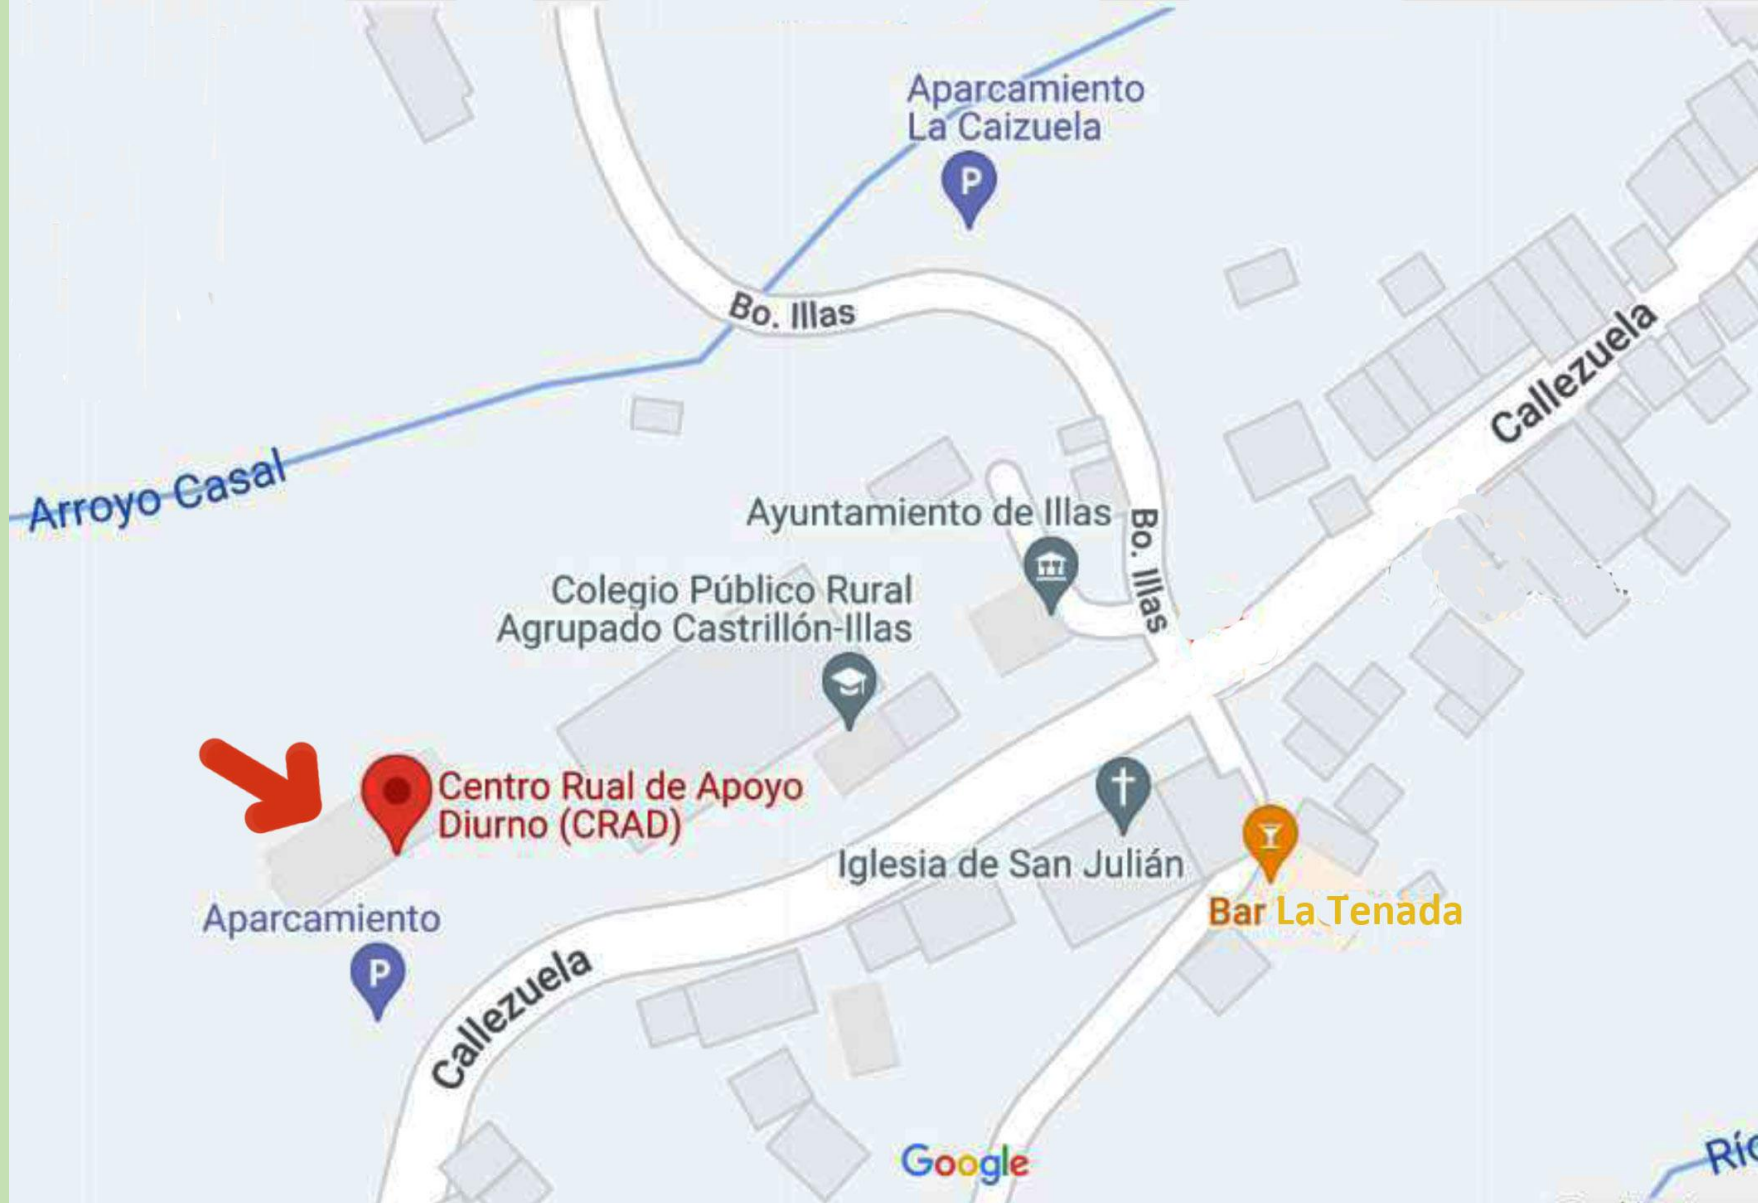 Aparcamiento
La Caizuela
P
Bo. Illas
Callezuela
Arroyo Casal
Ayuntamiento de Illas
Bo. Illas
Colegio Público Rural
Agrupado Castrillón-Illas
Centro Rual de Apoyo
Diurno (CRAD)
Iglesia de San Julián
Bar La Tenada
Aparcamiento
P
Callezuela
Google